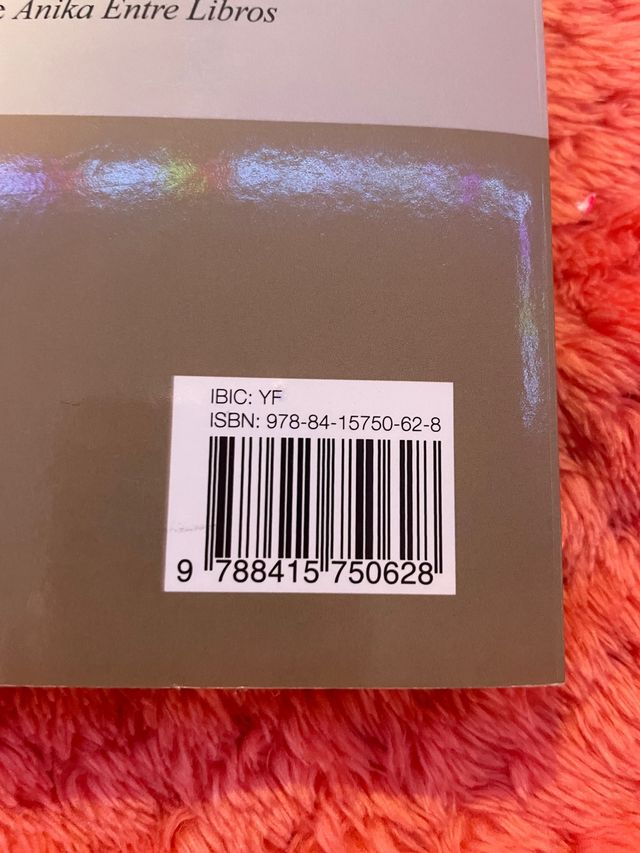 e Anika Entre Libros
IBIC: YF
ISBN: 978-84-15750-62-8
9 788415 750628